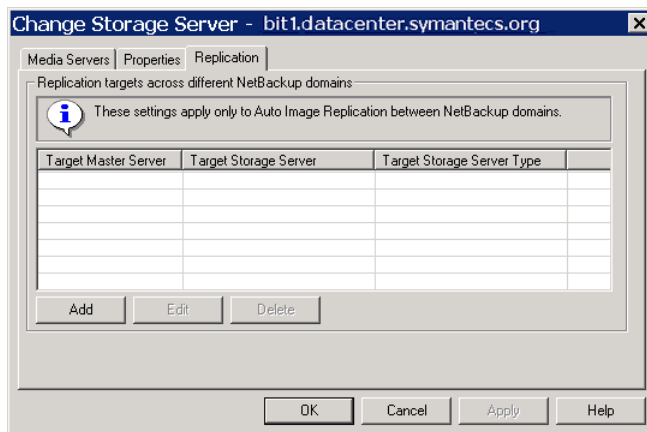 Change Storage Server - bit1.datacenter.symantecs.org
Media Servers Properties Replication
Replication targets across different NetBackup domains
These settings apply only to Auto Image Replication between NetBackup domains.
Target Master Server Target Storage Server Target Storage Server Type
Add Edit Delete
OK Cancel Apply Help